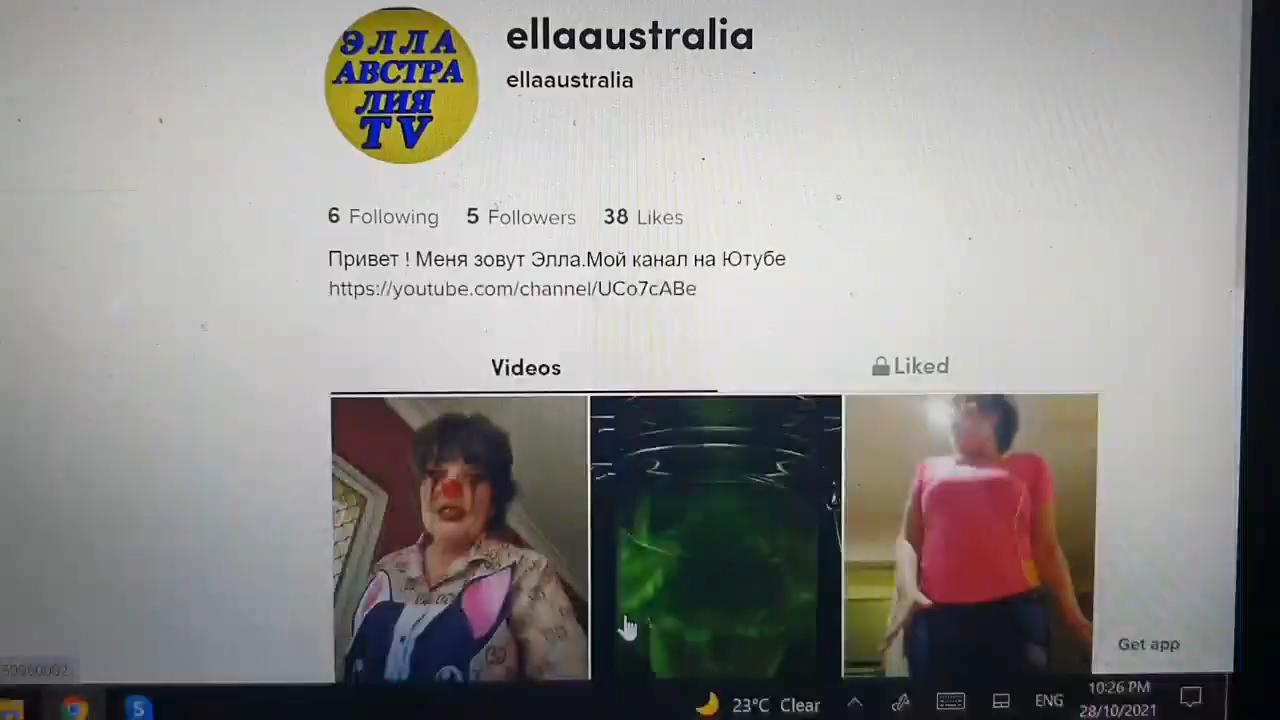 ЭЛЛА
АВСТРА
ЛИЯ
TV
ellaaustralia
ellaaustralia
6 Following 5 Followers 38 Likes
Привет ! Меня зовут Элла.Мой канал на Ютубе
https://youtube.com/channel/UCo7cABe
Videos
Liked
Get app
23°C Clear
ENG
10:26 PM
28/10/2021